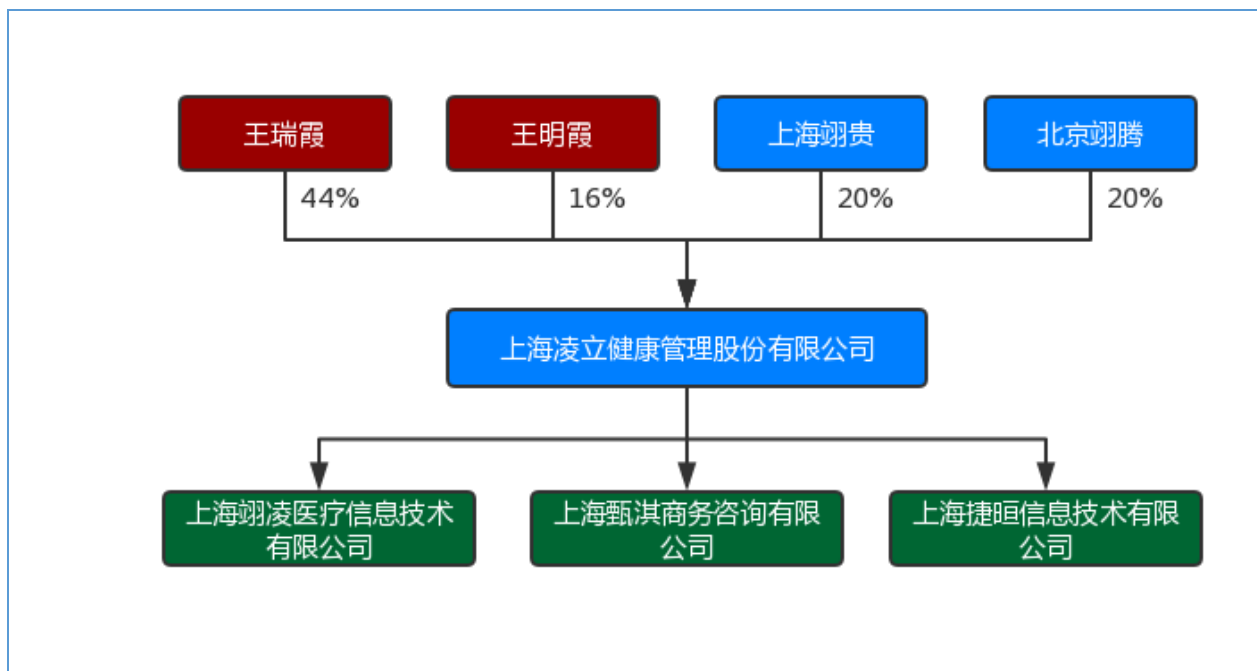 王瑞霞
王明霞
上海翊贵
北京翊腾
44%
16%
20%
20%
上海凌立健康管理股份有限公司
上海翊凌医疗信息技术
有限公司
上海甄淇商务咨询有限
公司
上海捷晅信息技术有限
公司